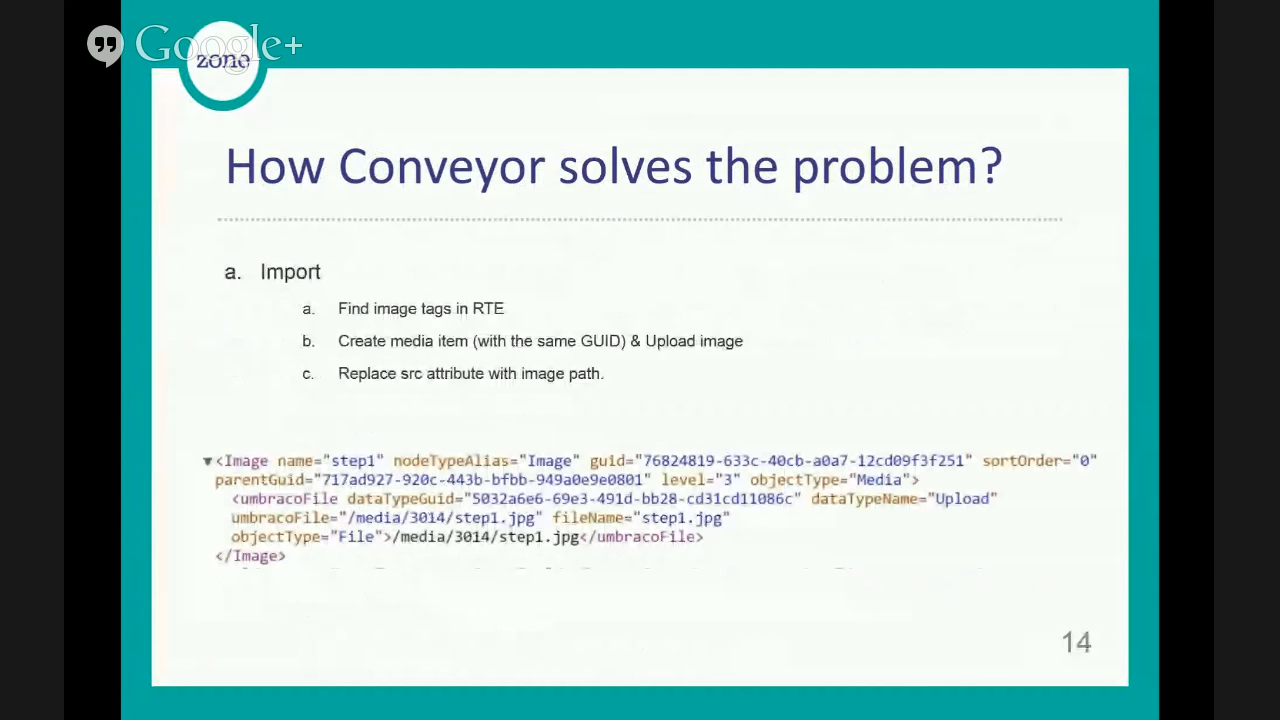 Google+
zone
How Conveyor solves the problem?
a. Import
a. Find image tags in RTE
b. Create media item (with the same GUID) & Upload image
c. Replace src attribute with image path.
▼<Image name="step1" nodeTypeAlias="Image" guid="76824819-633c-40cb-a0a7-12cd09f3f251" sortOrder="0"
parentGuid="717ad927-920c-443b-bfbb-949a0e9e0801" level="3" objectType="Media">
<umbracoFile dataTypeGuid="5032a6e6-69e3-491d-bb28-cd31cd11086c" dataTypeName="Upload"
umbracoFile="/media/3014/step1.jpg" fileName="step1.jpg"
objectType="File">/media/3014/step1.jpg</umbracoFile>
</Image>
14